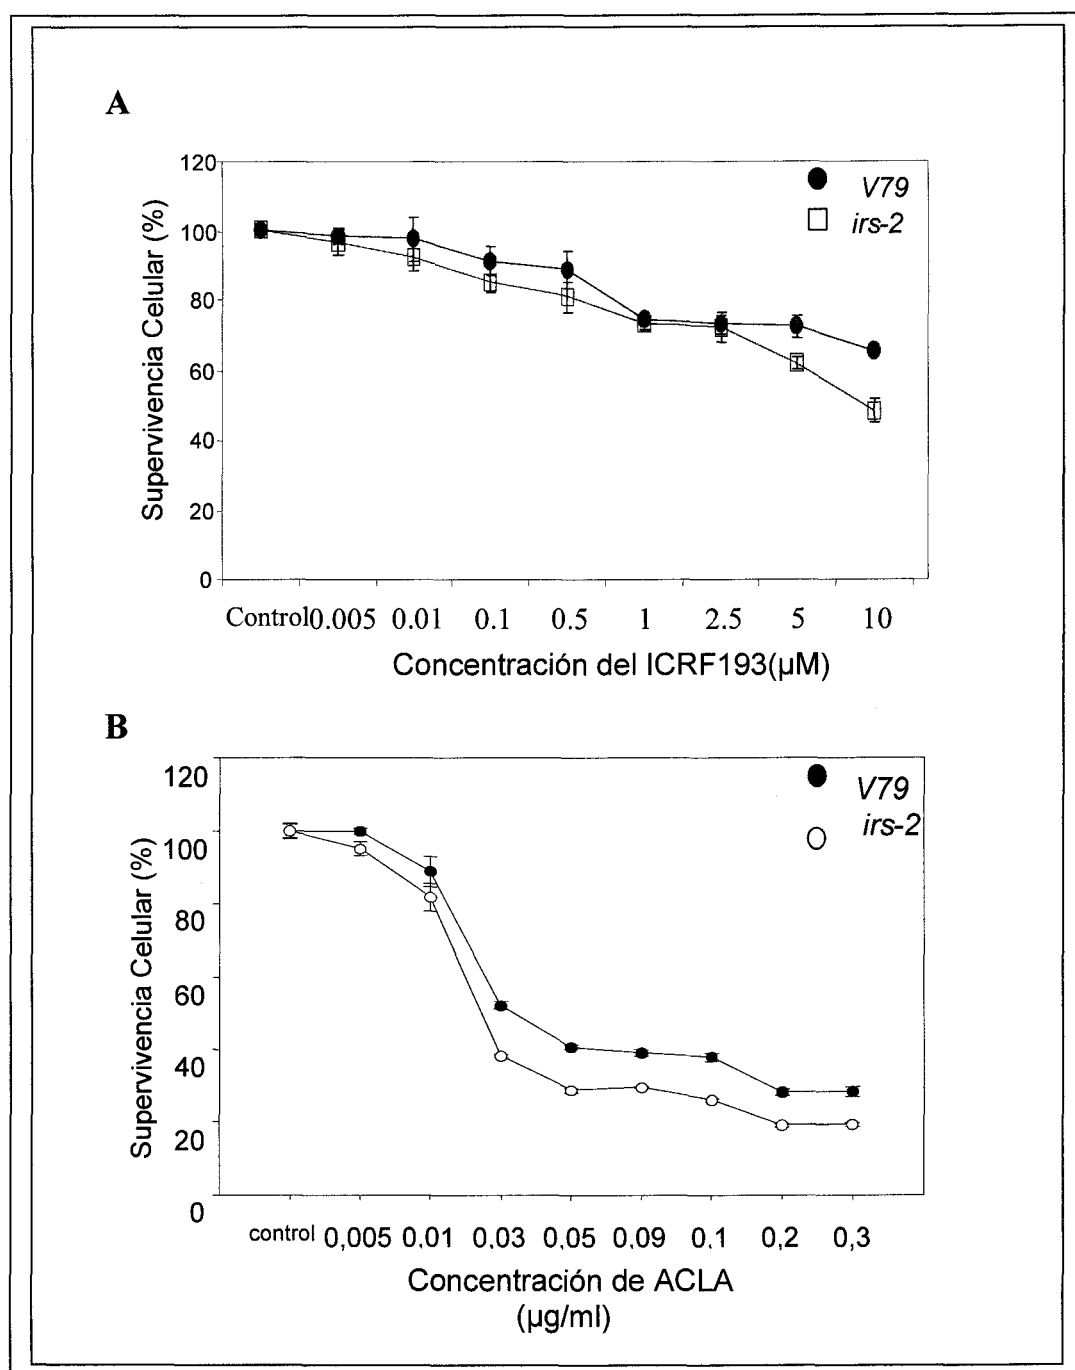 A
120
100
80
60
40
20
0
Supervivencia Celular (%)
V79
irs-2
Control 0.005 0.01 0.1 0.5 1 2.5 5 10
Concentración del ICRF193(µM)
B
120
100
80
60
40
20
0
Supervivencia Celular (%)
V79
irs-2
control 0,005 0,01 0,03 0,05 0,09 0,1 0,2 0,3
Concentración de ACLA
(µg/ml)